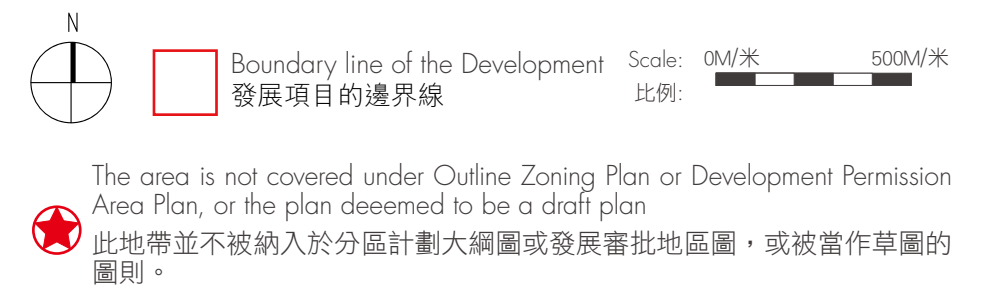 N
Boundary line of the Development
發展項目的邊界線
Scale: 0M/米 500M/米
比例:
The area is not covered under Outline Zoning Plan or Development Permission
Area Plan, or the plan deeemed to be a draft plan
此地帶並不被納入於分區計劃大綱圖或發展審批地區圖，或被當作草圖的
圖則。